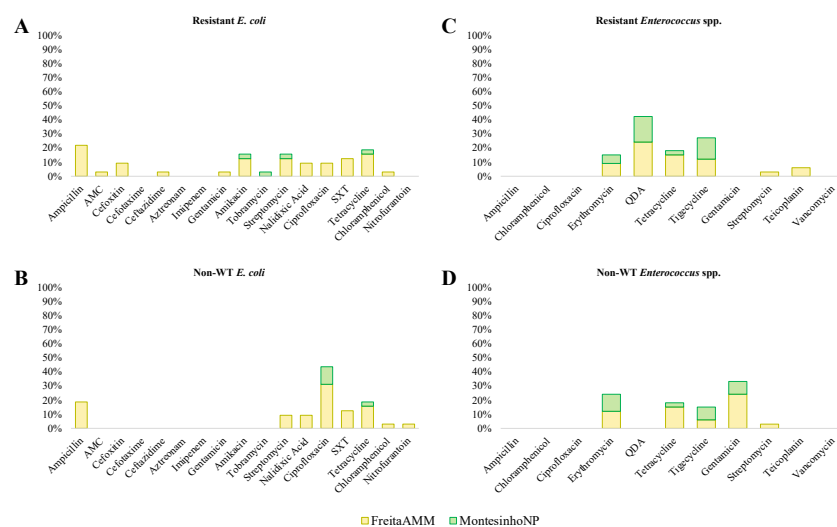 A
Resistant E. coli
100%
90%
80%
70%
60%
50%
40%
30%
20%
10%
0%
Ampicillin
AMC
Cefoxitin
Cefotaxime
Ceftazidime
Aztreonam
Imipenem
Gentamicin
Amikacin
Tobramycin
Streptomycin
Nalidixic Acid
Ciprofloxacin
SXT
Tetracycline
Chloramphenicol
Nitrofurantoin
C
Resistant Enterococcus spp.
100%
90%
80%
70%
60%
50%
40%
30%
20%
10%
0%
Ampicillin
Chloramphenicol
Ciprofloxacin
Erythromycin
QDA
Tetracycline
Tigecycline
Gentamicin
Streptomycin
Teicoplanin
Vancomycin
B
Non-WT E. coli
100%
90%
80%
70%
60%
50%
40%
30%
20%
10%
0%
Ampicillin
AMC
Cefoxitin
Cefotaxime
Ceftazidime
Aztreonam
Imipenem
Gentamicin
Amikacin
Tobramycin
Streptomycin
Nalidixic Acid
Ciprofloxacin
SXT
Tetracycline
Chloramphenicol
Nitrofurantoin
D
Non-WT Enterococcus spp.
100%
90%
80%
70%
60%
50%
40%
30%
20%
10%
0%
Ampicillin
Chloramphenicol
Ciprofloxacin
Erythromycin
QDA
Tetracycline
Tigecycline
Gentamicin
Streptomycin
Teicoplanin
Vancomycin
FreitaAMM MontesinhoNP